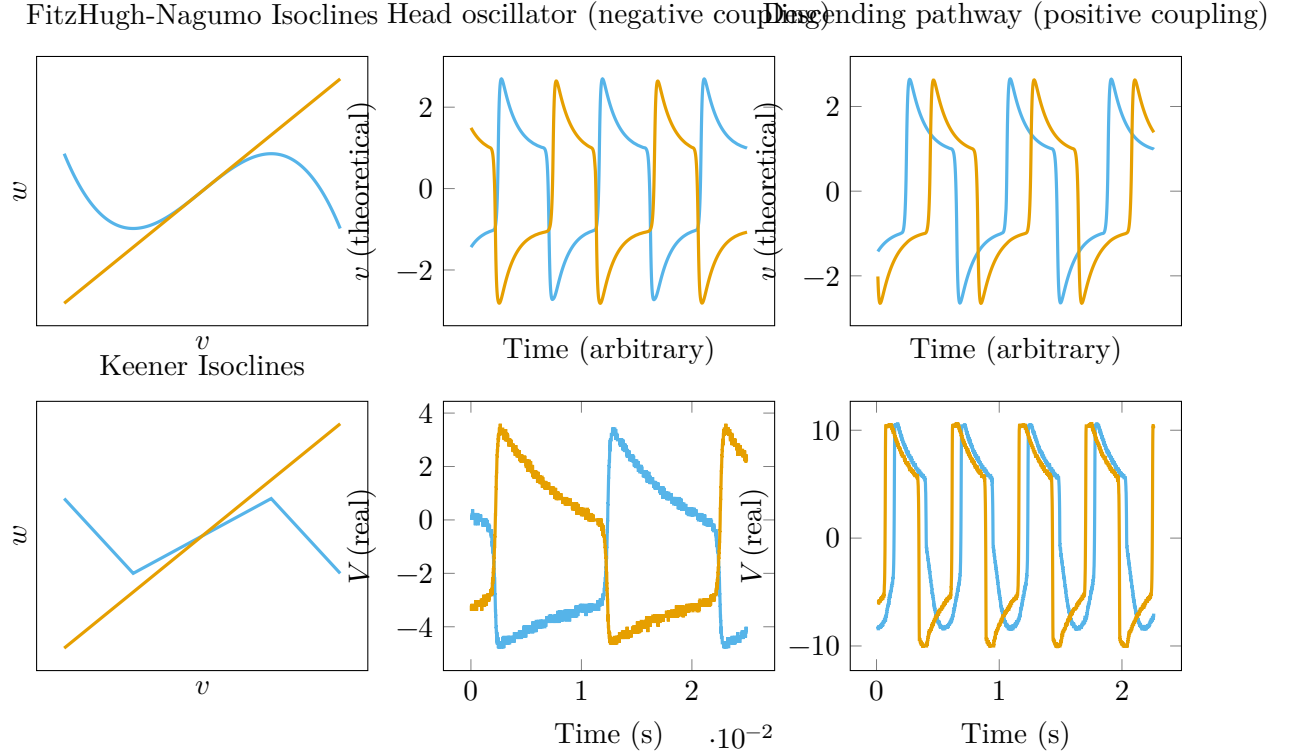 FitzHugh-Nagumo Isoclines
w
v
Head oscillator (negative coupling)
v (theoretical)
2
0
−2
Time (arbitrary)
Descending pathway (positive coupling)
v (theoretical)
2
0
−2
Time (arbitrary)
Keener Isoclines
w
v
V (real)
4
2
0
−2
−4
0 1 2
Time (s)
·10−2
V (real)
10
0
−10
0 1 2
Time (s)